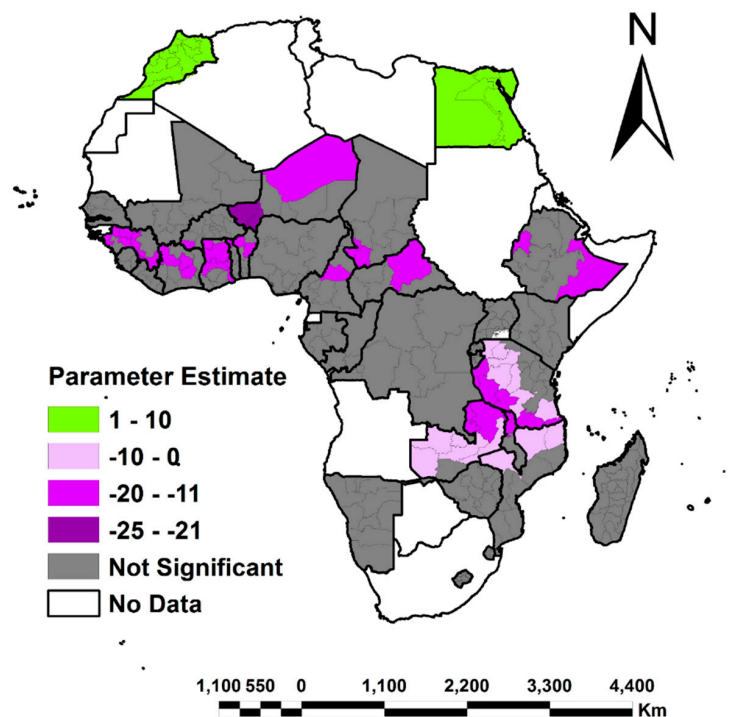 N
Parameter Estimate
1 - 10
-10 - 0
-20 - -11
-25 - -21
Not Significant
No Data
1,100 550 0 1,100 2,200 3,300 4,400
Km